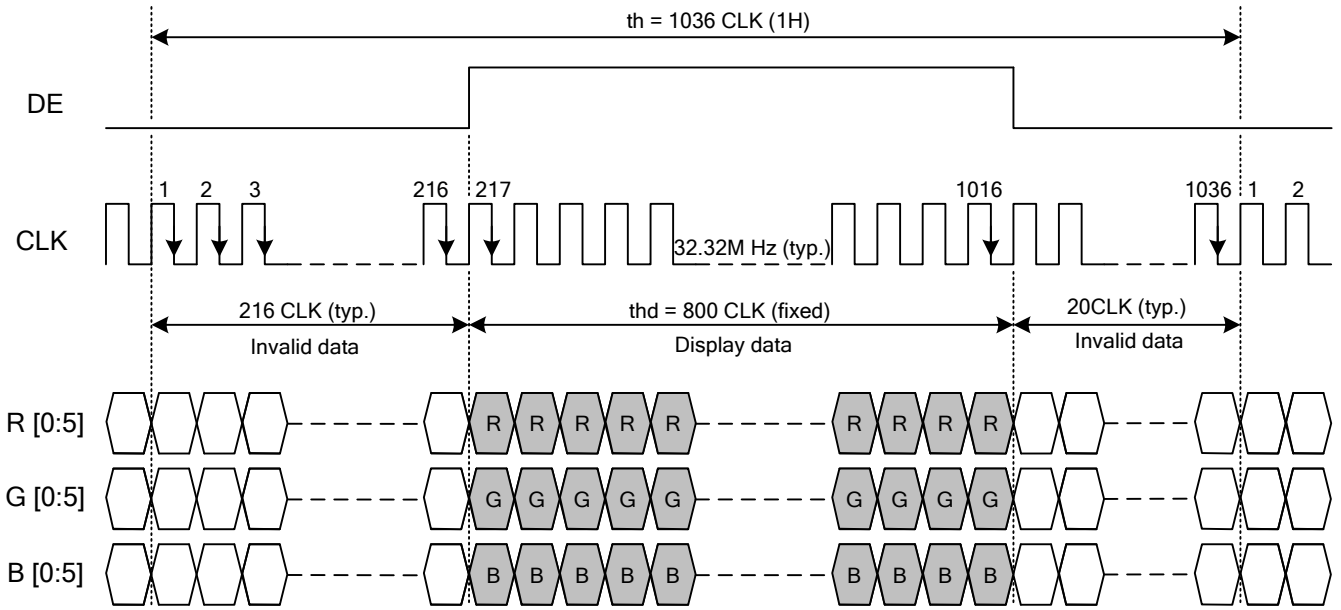 th = 1036 CLK (1H)
DE
1 2 3 216 217 1016 1036 1 2
CLK
32.32M Hz (typ.)
216 CLK (typ.) thd = 800 CLK (fixed) 20CLK (typ.)
Invalid data Display data Invalid data
R [0:5] R R R R R R R R R
G [0:5] G G G G G G G G G
B [0:5] B B B B B B B B B